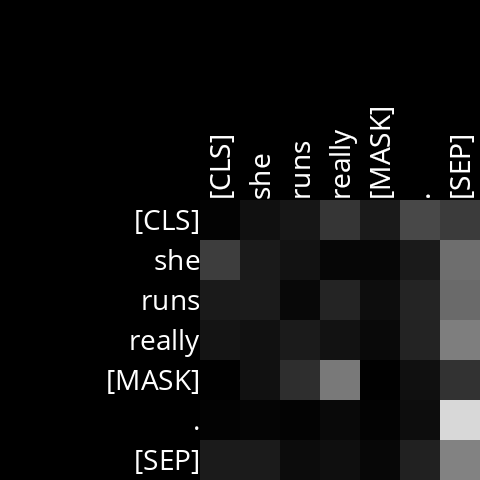 [CLS] she runs really [MASK] . [SEP]
[CLS]
she
runs
really
[MASK]
.
[SEP]